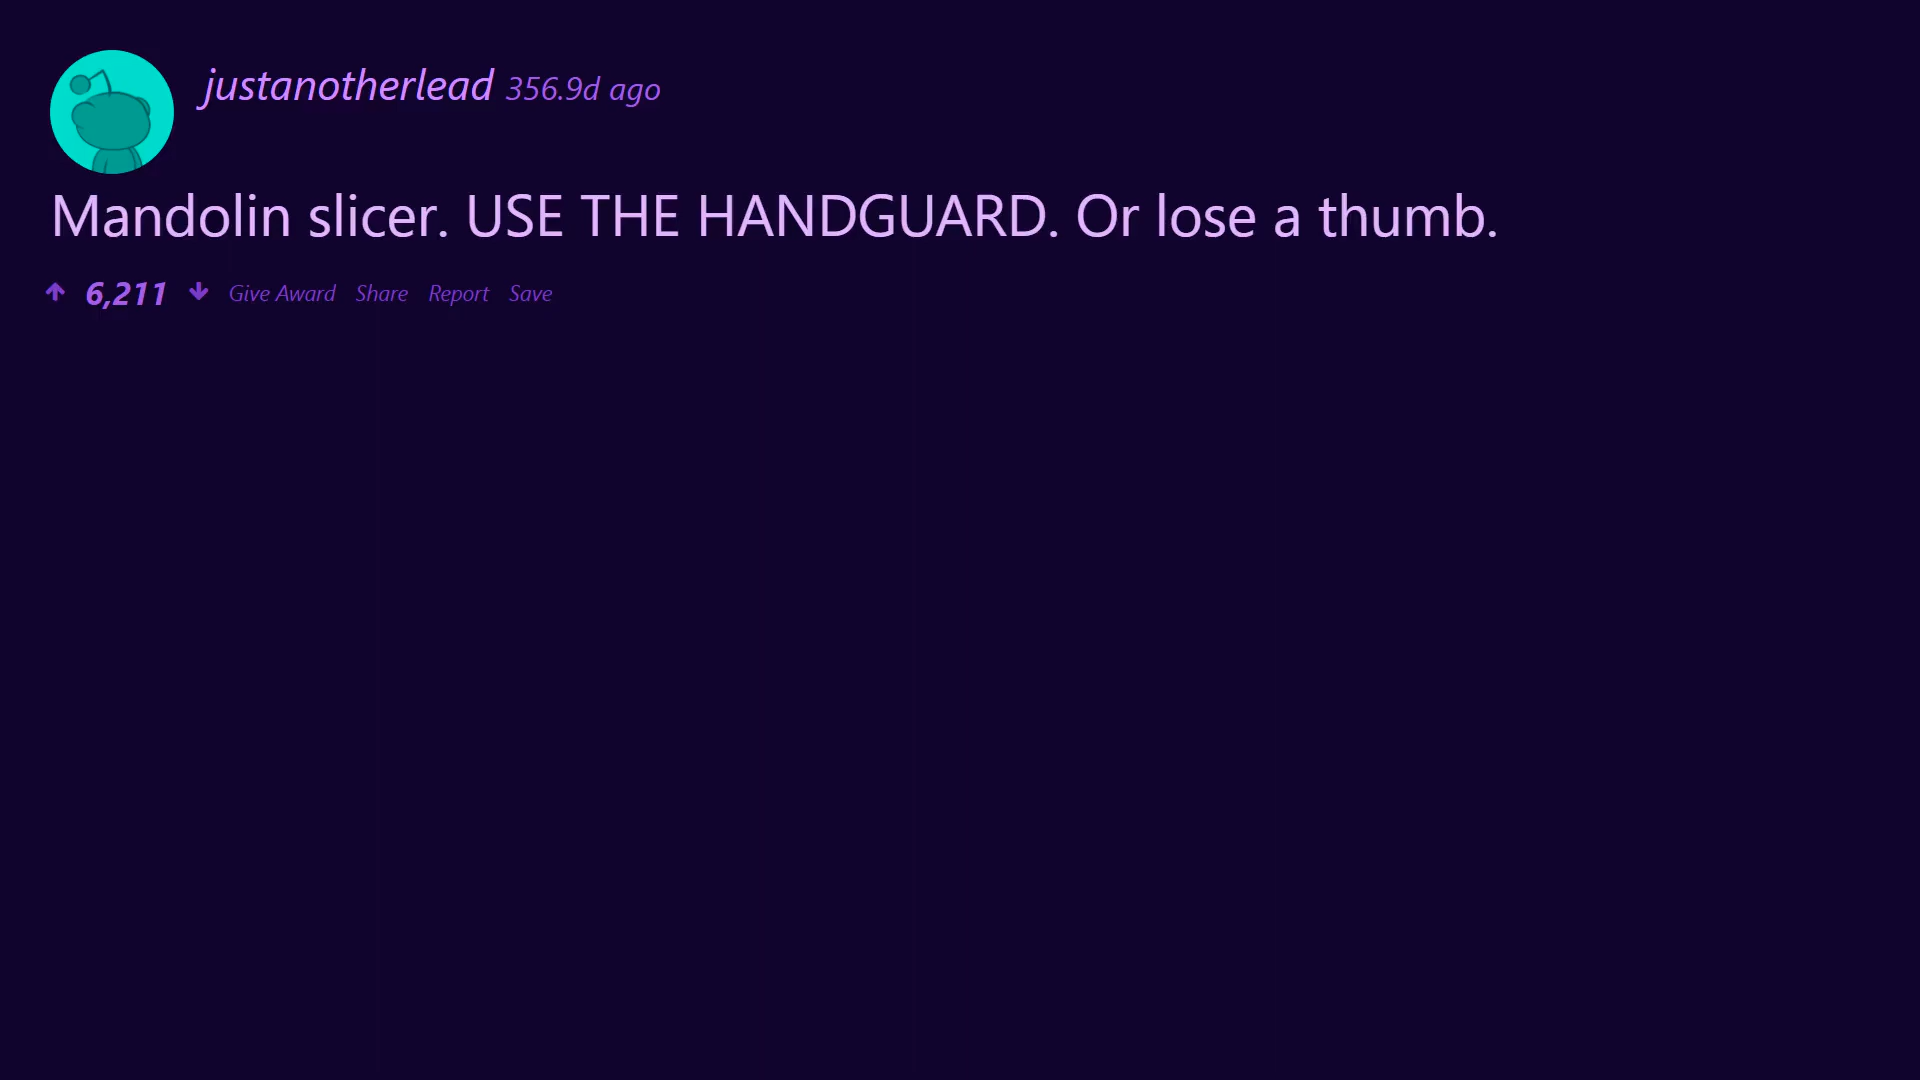 justanotherlead 356.9d ago
Mandolin slicer. USE THE HANDGUARD. Or lose a thumb.
6,211 Give Award Share Report Save